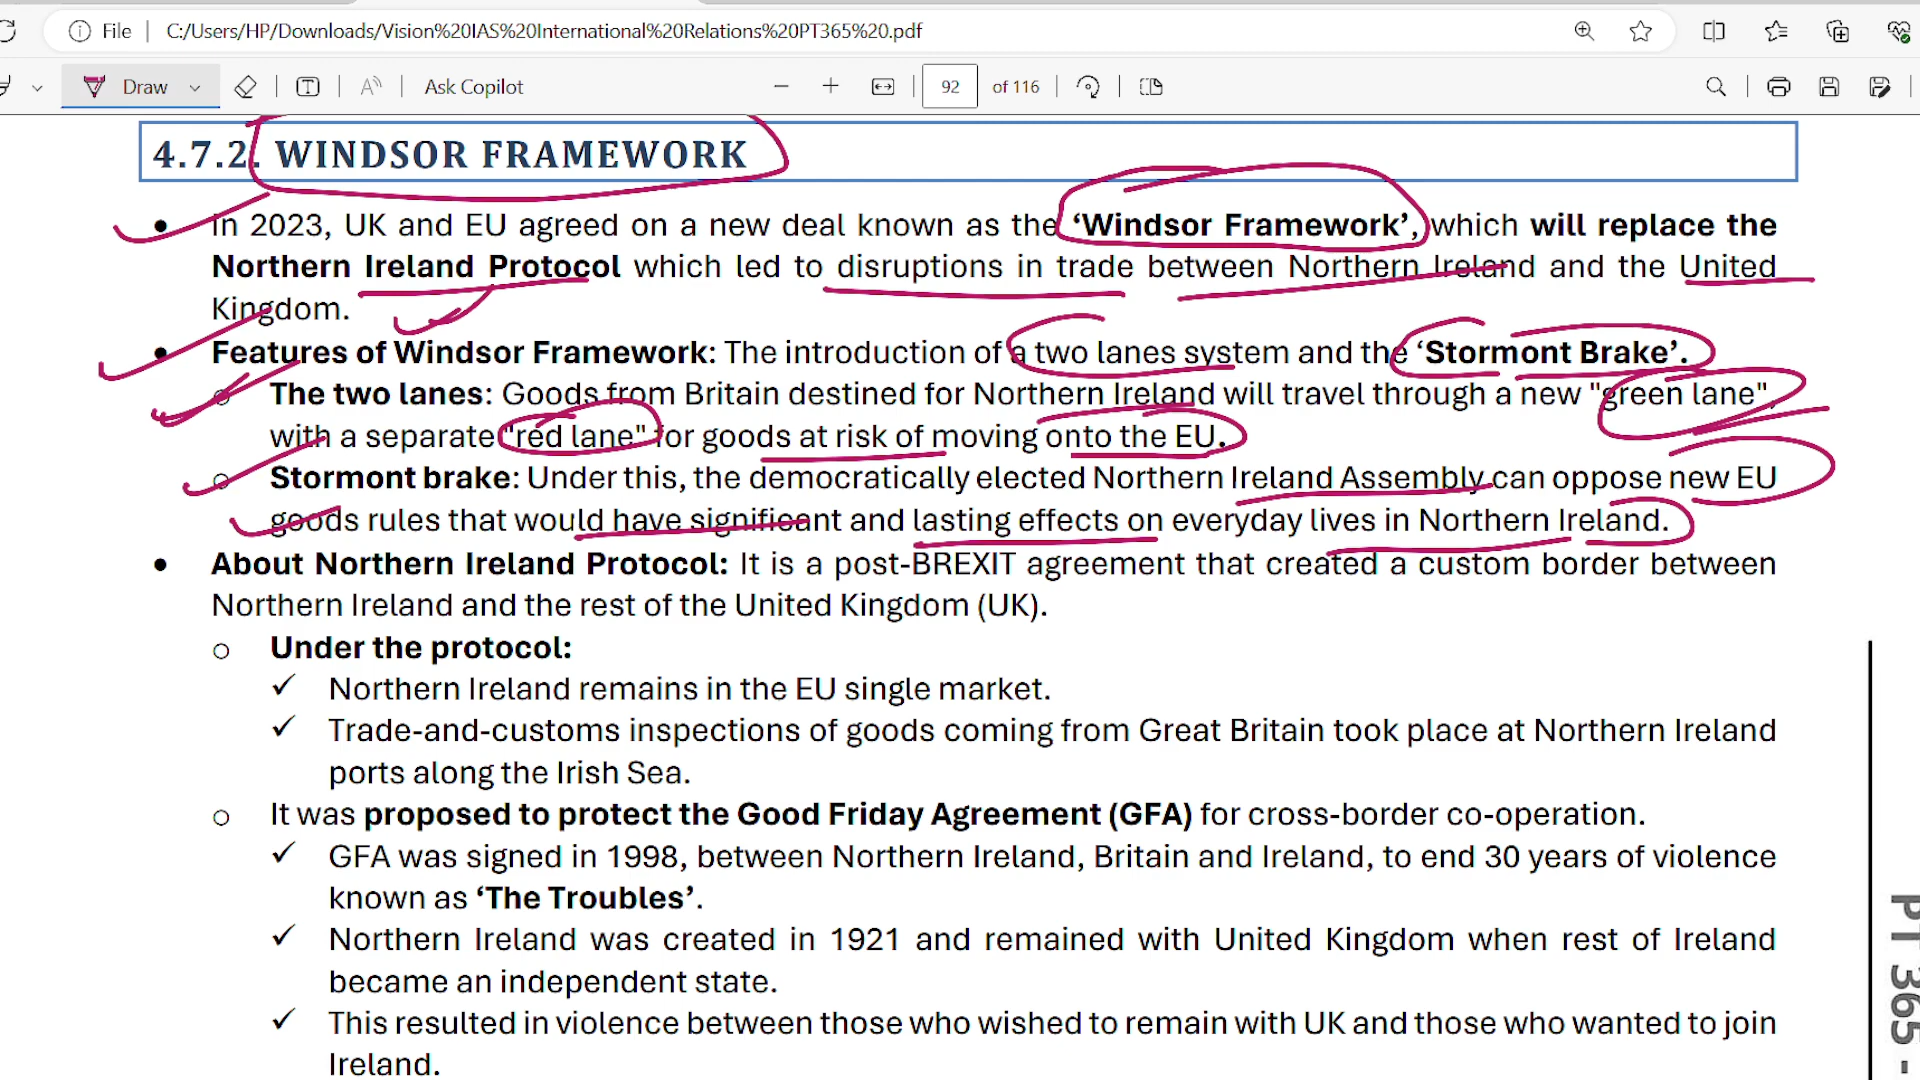 File
C:/Users/HP/Downloads/Vision%20IAS%20International%20Relations%20PT365%20.pdf
Draw
Ask Copilot
92 of 116
4.7.2. WINDSOR FRAMEWORK
• In 2023, UK and EU agreed on a new deal known as the ‘Windsor Framework’, which will replace the
Northern Ireland Protocol which led to disruptions in trade between Northern Ireland and the United
Kingdom.
• Features of Windsor Framework: The introduction of a two lanes system and the ‘Stormont Brake’.
o The two lanes: Goods from Britain destined for Northern Ireland will travel through a new "green lane",
with a separate "red lane" for goods at risk of moving onto the EU.
o Stormont brake: Under this, the democratically elected Northern Ireland Assembly can oppose new EU
goods rules that would have significant and lasting effects on everyday lives in Northern Ireland.
• About Northern Ireland Protocol: It is a post-BREXIT agreement that created a custom border between
Northern Ireland and the rest of the United Kingdom (UK).
o Under the protocol:
✓ Northern Ireland remains in the EU single market.
✓ Trade-and-customs inspections of goods coming from Great Britain took place at Northern Ireland
ports along the Irish Sea.
o It was proposed to protect the Good Friday Agreement (GFA) for cross-border co-operation.
✓ GFA was signed in 1998, between Northern Ireland, Britain and Ireland, to end 30 years of violence
known as ‘The Troubles’.
✓ Northern Ireland was created in 1921 and remained with United Kingdom when rest of Ireland
became an independent state.
✓ This resulted in violence between those who wished to remain with UK and those who wanted to join
Ireland.
PT 365 -